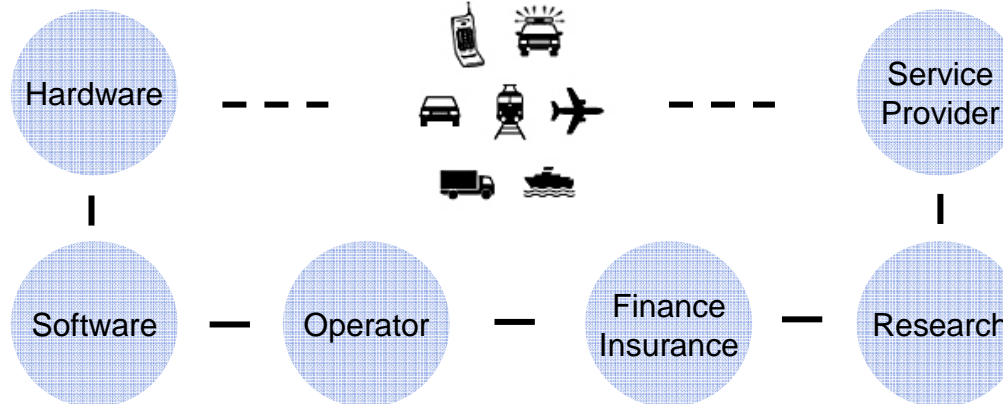 Hardware
Service
Provider
Software
Operator
Finance
Insurance
Research